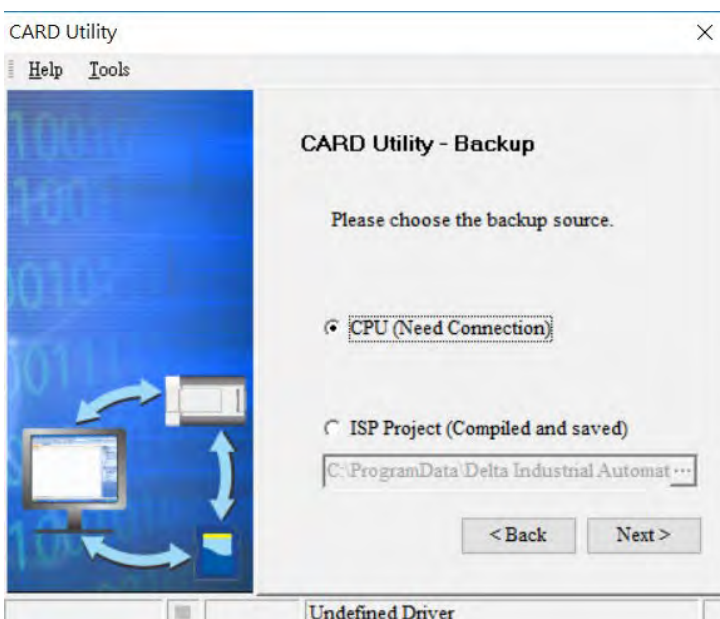 CARD Utility
Help Tools
CARD Utility - Backup
Please choose the backup source.
CPU (Need Connection)
ISP Project (Compiled and saved)
C:\ProgramData\Delta Industrial Automat ...
< Back Next >
Undefined Driver